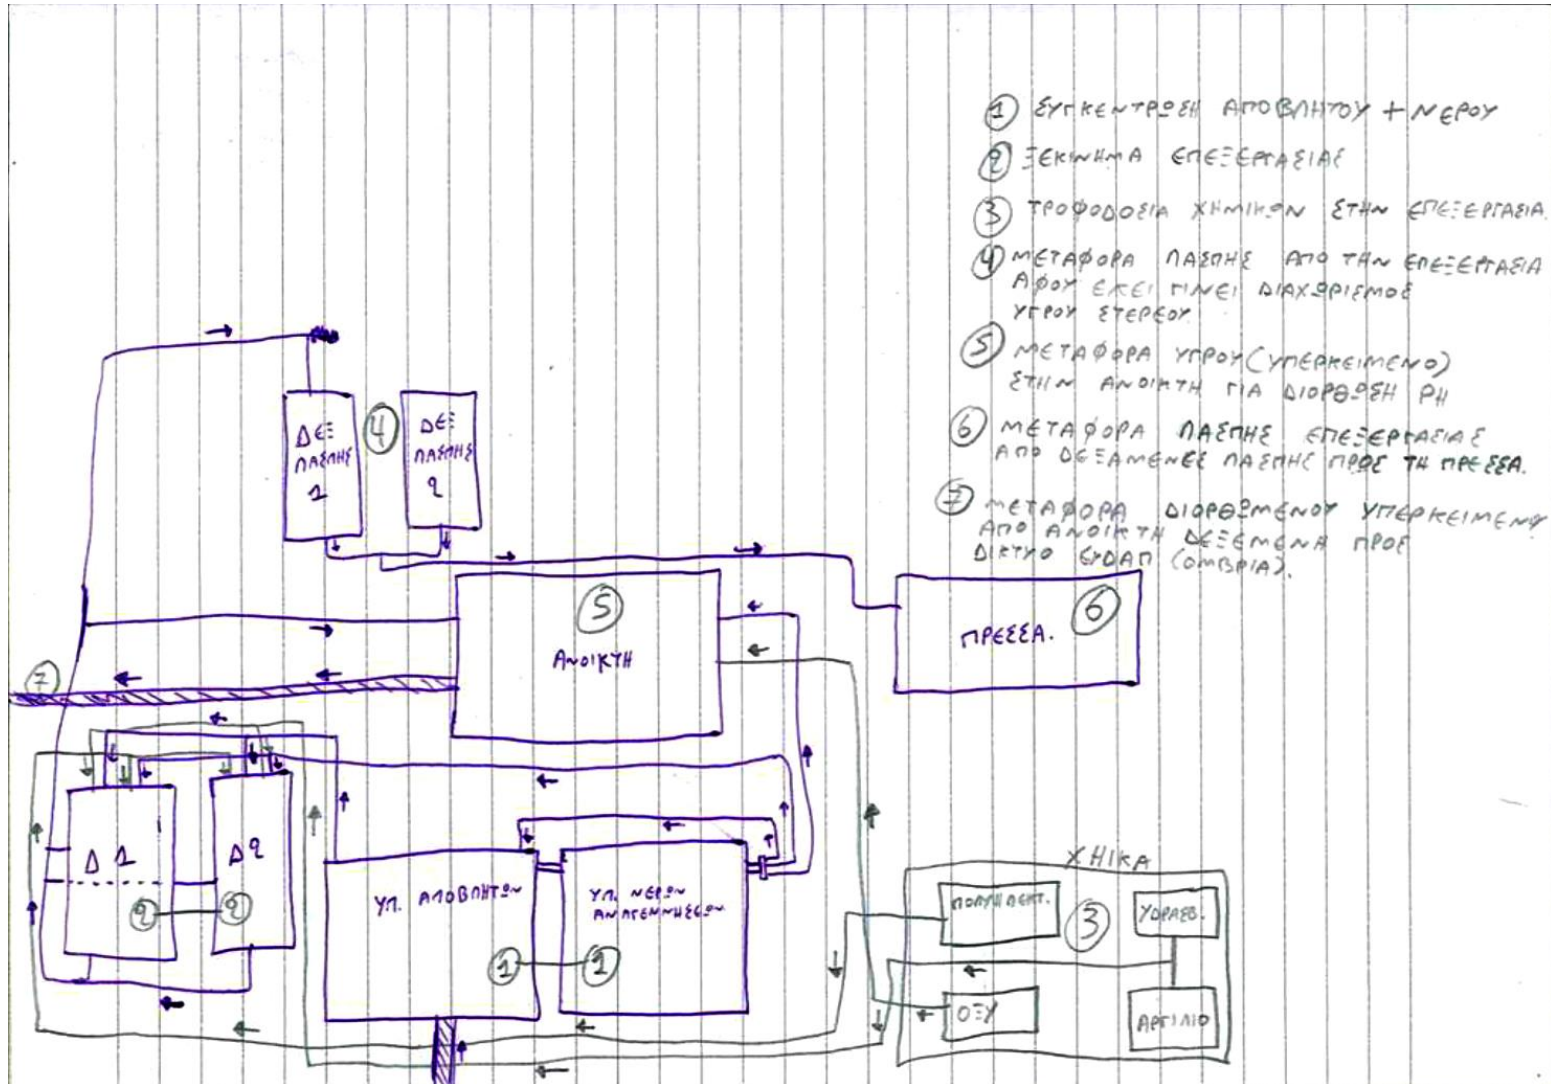 ① ΣΥΓΚΕΝΤΡΩΣΗ ΑΠΟΒΛΗΤΟΥ + ΝΕΡΟΥ
② ΞΕΚΙΝΗΜΑ ΕΠΕΞΕΡΓΑΣΙΑΣ
③ ΤΡΟΦΟΔΟΣΙΑ ΧΗΜΙΚΩΝ ΣΤΗΝ ΕΠΕΞΕΡΓΑΣΙΑ.
④ ΜΕΤΑΦΟΡΑ ΛΑΣΠΗΣ ΑΠΟ ΤΗΝ ΕΠΕΞΕΡΓΑΣΙΑ
ΑΦΟΥ ΕΚΕΙ ΓΙΝΕΙ ΔΙΑΧΩΡΙΣΜΟΣ
ΥΓΡΟΥ ΣΤΕΡΕΟΥ
⑤ ΜΕΤΑΦΟΡΑ ΥΓΡΟΥ (ΥΠΕΡΚΕΙΜΕΝΟ)
ΣΤΗΝ ΑΝΟΙΚΤΗ ΓΙΑ ΔΙΟΡΘΩΣΗ PH
⑥ ΜΕΤΑΦΟΡΑ ΛΑΣΠΗΣ ΕΠΕΞΕΡΓΑΣΙΑΣ
ΑΠΟ ΔΕΞΑΜΕΝΕΣ ΛΑΣΠΗΣ ΠΡΟΣ ΤΗ ΠΡΕΣΣΑ.
⑦ ΜΕΤΑΦΟΡΑ ΔΙΟΡΘΩΜΕΝΟΥ ΥΠΕΡΚΕΙΜΕΝΟΥ
ΑΠΟ ΑΝΟΙΚΤΗ ΔΕΞΕΜΕΝΗ ΠΡΟΣ
ΔΙΚΤΥΟ ΕΥΔΑΠ (ΟΜΒΡΙΑ).
ΔΕΞ
ΛΑΣΠΗΣ
1
④
ΔΕΞ
ΛΑΣΠΗΣ
2
⑤
ΑΝΟΙΚΤΗ
ΠΡΕΣΣΑ.
⑥
⑦
Δ1
②
Δ2
②
ΥΠ. ΑΠΟΒΛΗΤΩΝ
①
ΥΠ. ΝΕΡΩΝ
ΑΝΑΓΕΝΝΗΣΕΩΝ
①
ΧΗΙΚΑ
ΠΟΛΥΗΛΕΚΤ.
③
ΥΔΡΑΣΒ.
ΟΞΥ
ΑΡΓΙΛΙΟ